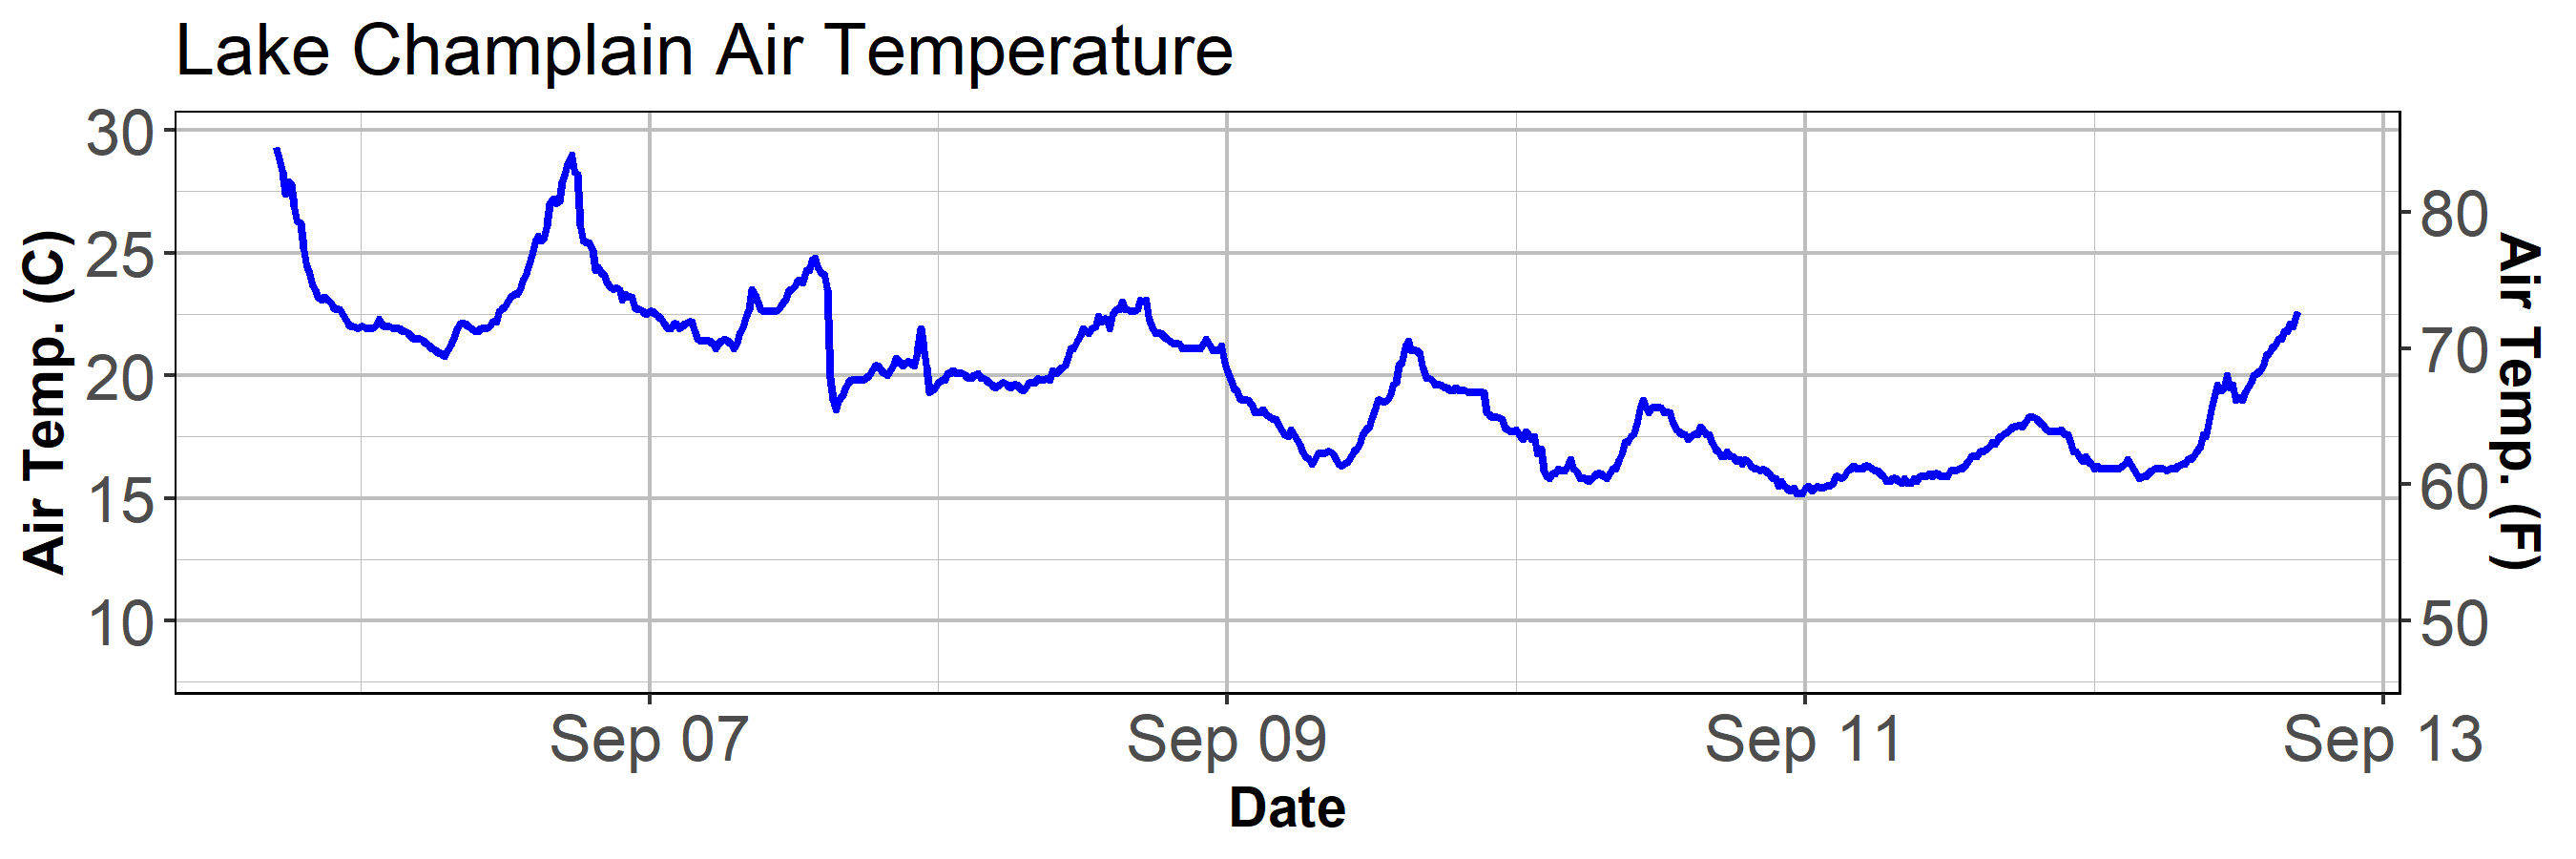 Lake Champlain Air Temperature
30
25
20
15
10
Air Temp. (C)
80
70
60
50
Air Temp. (F)
Sep 07
Sep 09
Sep 11
Sep 13
Date